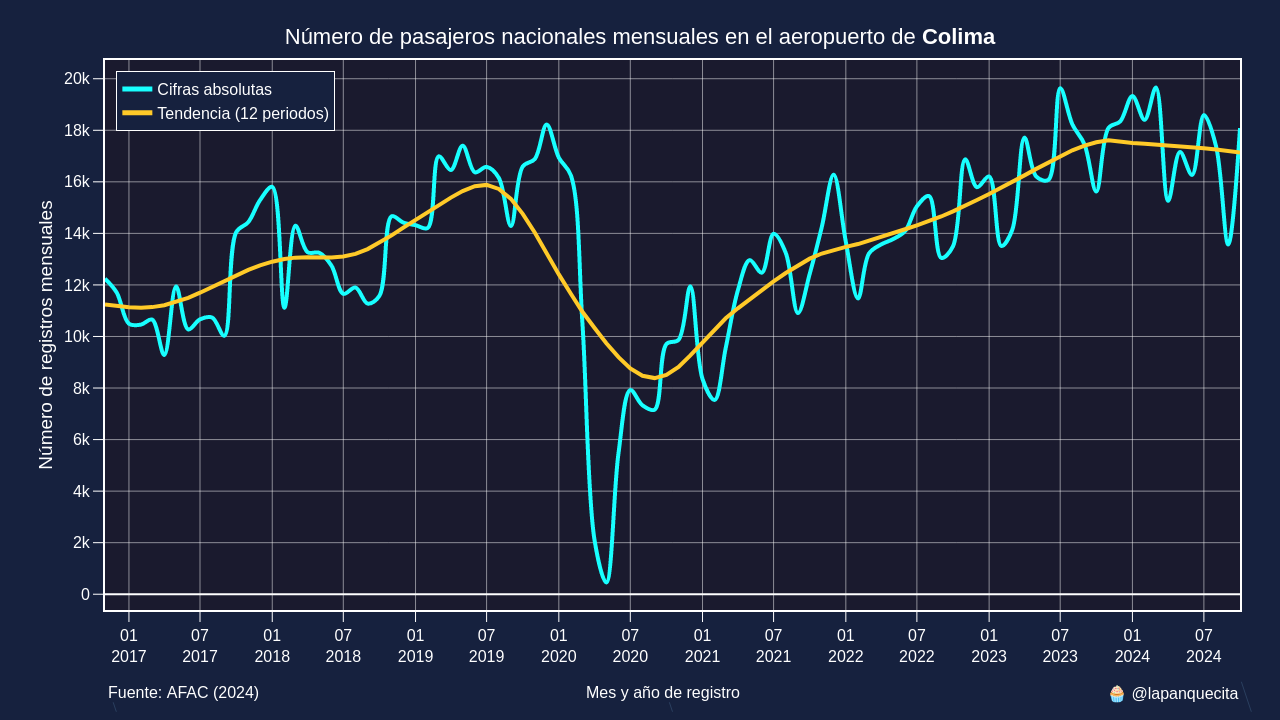 Número de pasajeros nacionales mensuales en el aeropuerto de Colima
Cifras absolutas
Tendencia (12 periodos)
Número de registros mensuales
20k
18k
16k
14k
12k
10k
8k
6k
4k
2k
0
01 07 01 07 01 07 01 07 01 07 01 07 01 07 01 07
2017 2017 2018 2018 2019 2019 2020 2020 2021 2021 2022 2022 2023 2023 2024 2024
Fuente: AFAC (2024) Mes y año de registro 🧁 @lapanquecita